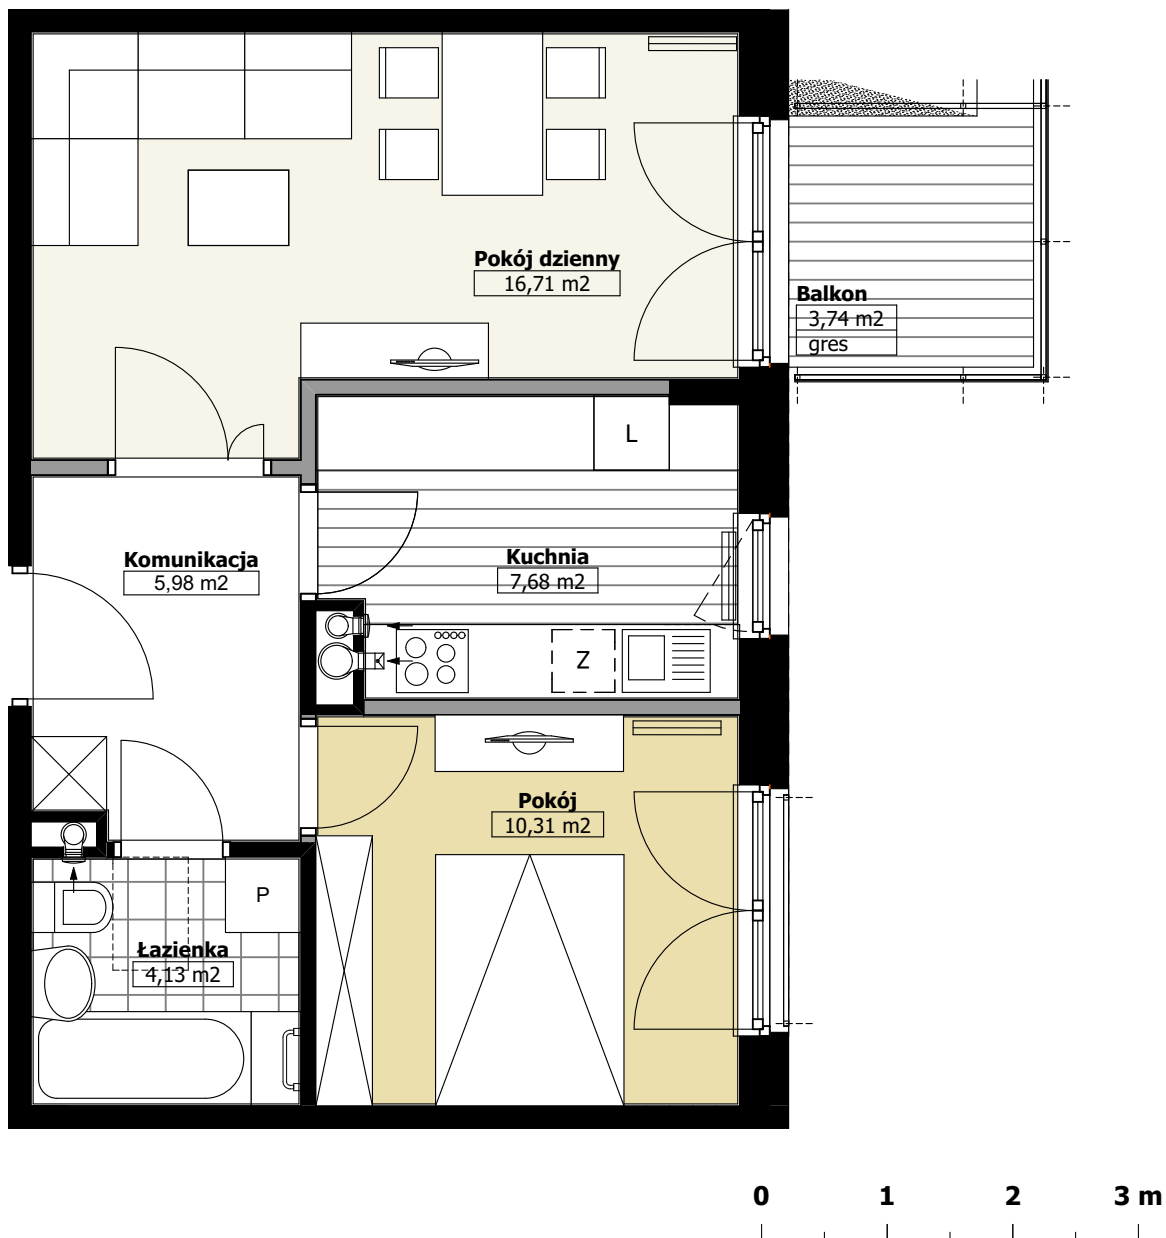 Pokój dzienny
16,71 m2
Balkon
3,74 m2
gres
L
Komunikacja
5,98 m2
Kuchnia
7,68 m2
Z
Pokój
10,31 m2
P
Łazienka
4,13 m2
0 1 2 3 m